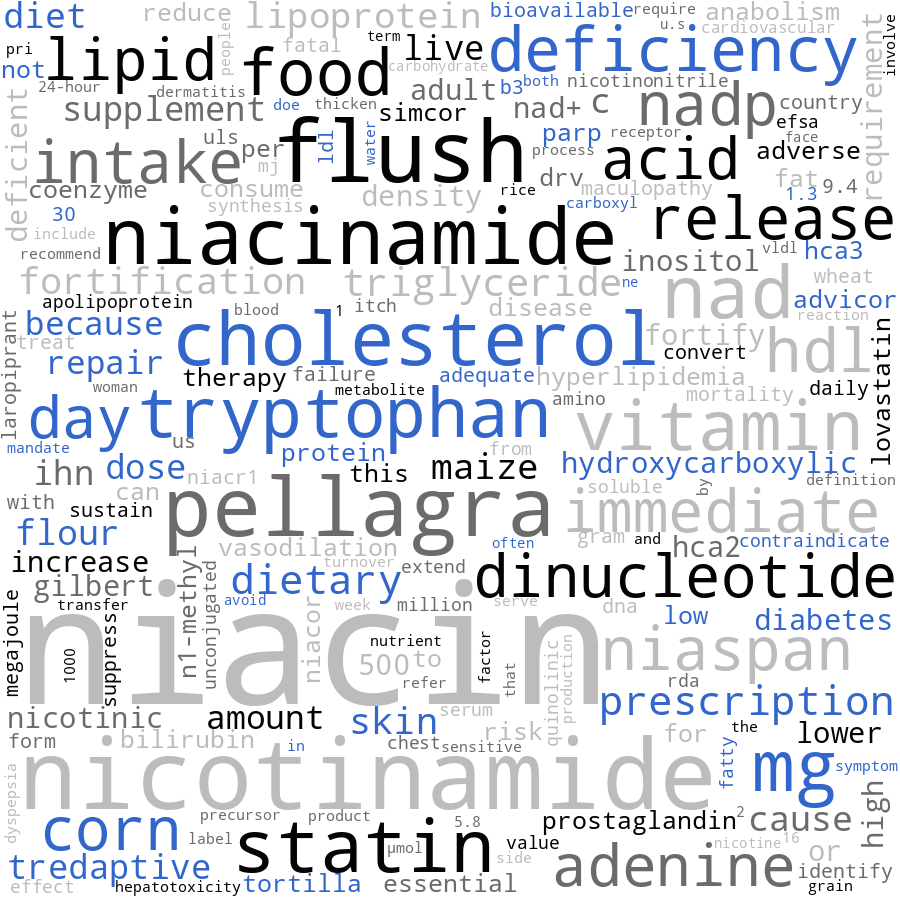 diet
reduce
lipoprotein
bioavailable
require
anabolism
u.s
cardiovascular
pri
not
lipid
people
fatal
term
food
live
carbohydrate
deficiency
involve
24-hour
dermatitis
adult
b3
both
nicotinonitrile
requirement
deficient
supplement
doe
thicken
simcor
nad+
c
nadp
country
efsa
uls
per
flush
ldl
water
parp
receptor
face
intake
mj
process
acid
adverse
coenzyme
consume
density
rice
drv
maculopathy
fat
1.3
9.4
synthesis
carboxyl
30
include
niacinamide
release
recommend
inositol
vldl
hca3
fortification
triglyceride
ne
nad
wheat
apolipoprotein
blood
1
itch
disease
advicor
reaction
because
cholesterol
fortify
laropiprant
treat
repair
convert
hdl
lovastatin
therapy
failure
adequate
hyperlipidemia
woman
metabolite
amino
mortality
daily
day
tryptophan
vitamin
mandate
us
protein
from
ihn
dose
niacr1
this
maize
hydroxycarboxylic
with
can
soluble
by
definition
sustain
pellagra
immediate
flour
vasodilation
often
gram
and
hca2
contraindicate
increase
turnover
extend
gilbert
n1-methyl
unconjugated
dietary
dinucleotide
megajoule
transfer
avoid
week
million
serve
dna
low
diabetes
suppress
niacor
niacin
1000
nutrient
factor
500
to
that
quinolinic
production
niaspan
refer
rda
prescription
nicotinic
amount
skin
serum
form
bilirubin
in
chest
sensitive
risk
for
the
lower
dyspepsia
nicotinamide
fatty
mg
symptom
high
corn
precursor
product
5.8
prostaglandin
2
cause
label
statin
µmol
value
nicotine
16
or
tredaptive
side
adenine
identify
effect
hepatotoxicity
tortilla
essential
grain